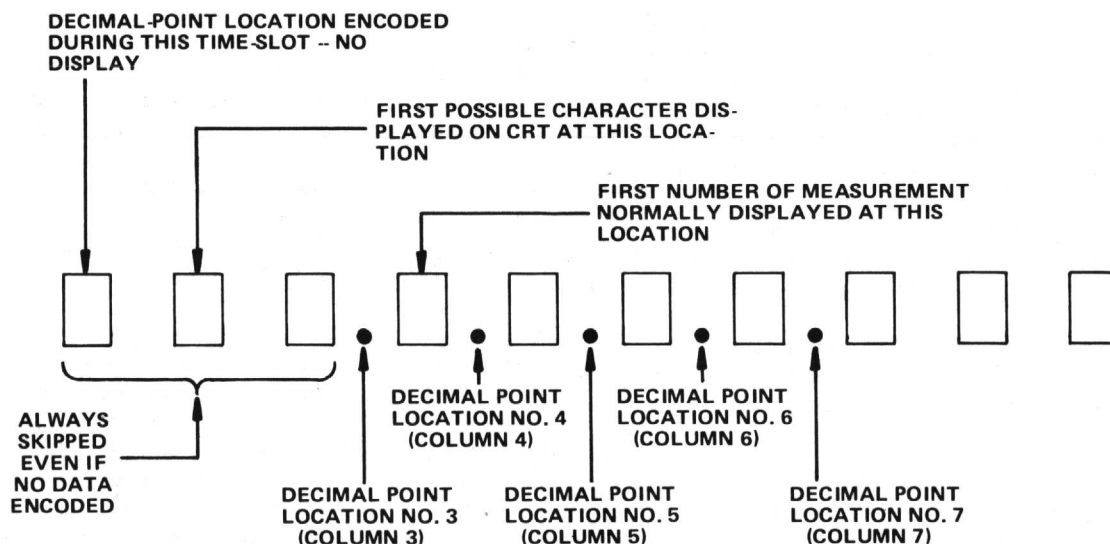 DECIMAL-POINT LOCATION ENCODED
DURING THIS TIME-SLOT -- NO
DISPLAY
FIRST POSSIBLE CHARACTER DIS-
PLAYED ON CRT AT THIS LOCA-
TION
FIRST NUMBER OF MEASUREMENT
NORMALLY DISPLAYED AT THIS
LOCATION
ALWAYS
SKIPPED
EVEN IF
NO DATA
ENCODED
DECIMAL POINT
LOCATION NO. 3
(COLUMN 3)
DECIMAL POINT
LOCATION NO. 4
(COLUMN 4)
DECIMAL POINT
LOCATION NO. 5
(COLUMN 5)
DECIMAL POINT
LOCATION NO. 6
(COLUMN 6)
DECIMAL POINT
LOCATION NO. 7
(COLUMN 7)